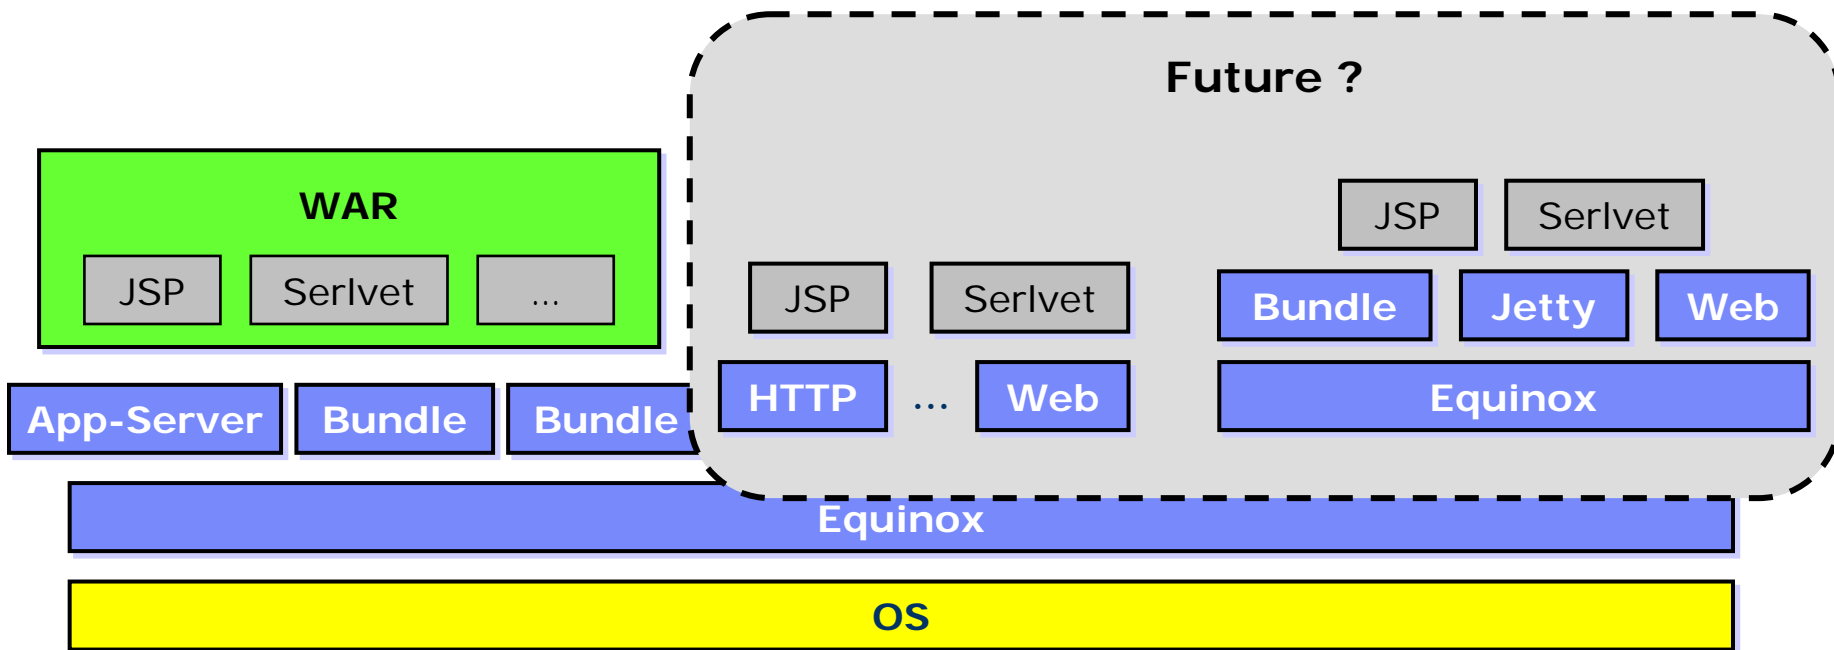 Future ?
WAR
JSP
Serlvet
...
JSP
Serlvet
JSP
Serlvet
Bundle
Jetty
Web
App-Server
Bundle
Bundle
HTTP
...
Web
Equinox
Equinox
OS